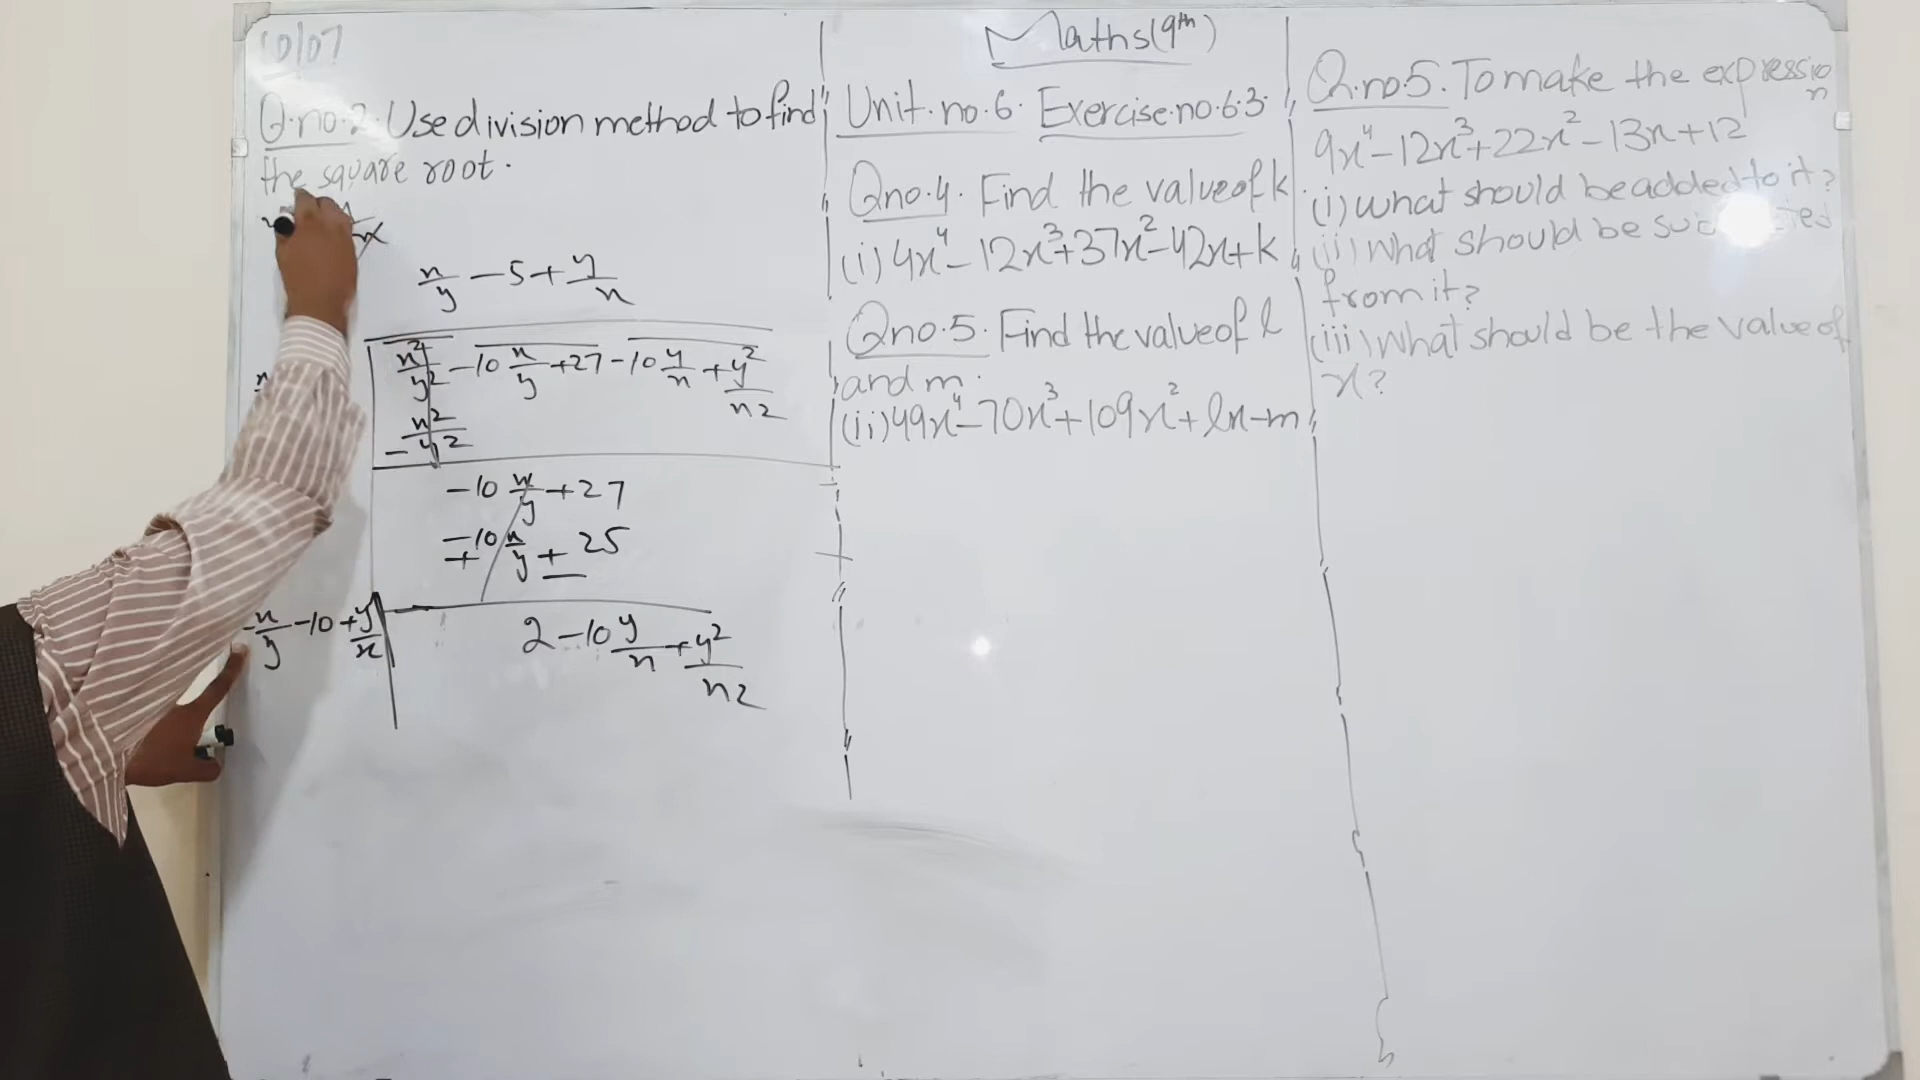 10/07
Q.no.2. Use division method to find
the square root.
x/y - 5 + y/x
x²/y² - 10 x/y + 27 - 10 y/x + y²/x2
- x²/y²
-10 x/y + 27
-10 x/y + 25
+ -
x/y - 10 + y/x
2 - 10 y/x + y²/x2
Maths(9th)
Unit.no.6. Exercise.no.6.3.
Qno.4. Find the value of k.
(i) 4x⁴ - 12x³ + 37x² - 42x + k
Qno.5. Find the value of l
and m.
(ii) 49x⁴ - 70x³ + 109x² + lx - m
Q.no.5. To make the expression
9x⁴ - 12x³ + 22x² - 13x + 12
(i) what should be added to it?
(ii) What should be
from it?
(iii) What should be the value of
x?